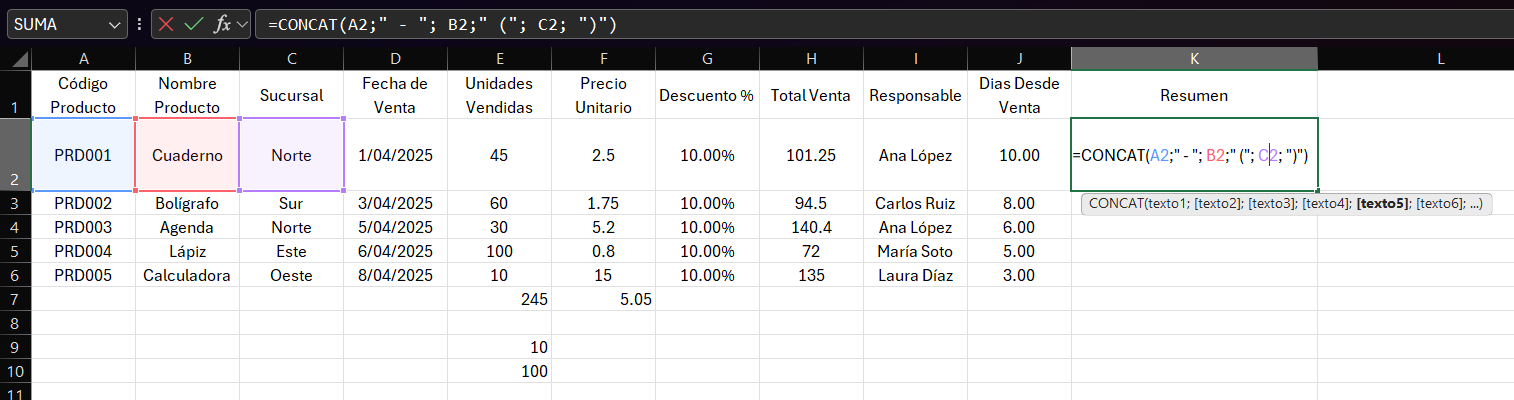 SUMA fx =CONCAT(A2;" - "; B2;" ("; C2; ")")
A B C D E F G H I J K L
1 Código Producto Nombre Producto Sucursal Fecha de Venta Unidades Vendidas Precio Unitario Descuento % Total Venta Responsable Dias Desde Venta Resumen
2 PRD001 Cuaderno Norte 1/04/2025 45 2.5 10.00% 101.25 Ana López 10.00 =CONCAT(A2;" - "; B2;" ("; C2; ")")
3 PRD002 Bolígrafo Sur 3/04/2025 60 1.75 10.00% 94.5 Carlos Ruiz 8.00 CONCAT(texto1; [texto2]; [texto3]; [texto4]; [texto5]; [texto6]; ...)
4 PRD003 Agenda Norte 5/04/2025 30 5.2 10.00% 140.4 Ana López 6.00
5 PRD004 Lápiz Este 6/04/2025 100 0.8 10.00% 72 María Soto 5.00
6 PRD005 Calculadora Oeste 8/04/2025 10 15 10.00% 135 Laura Díaz 3.00
7 245 5.05
8
9 10
10 100
11